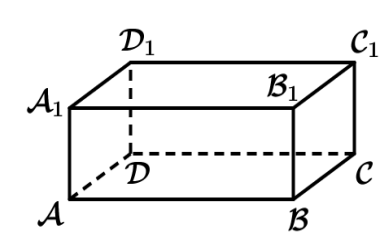 𝒟₁
𝒞₁
𝒜₁
ℬ₁
𝒟
𝒞
𝒜
ℬ